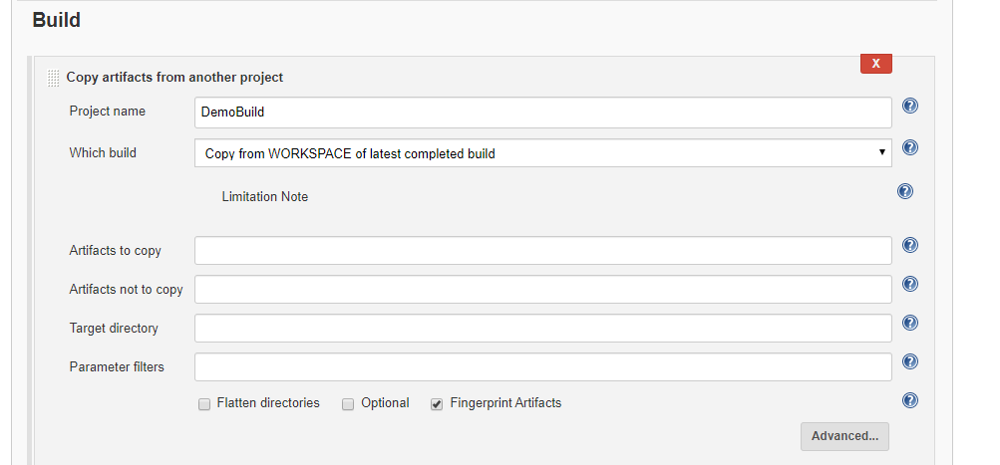 Build
X
Copy artifacts from another project
Project name DemoBuild ?
Which build Copy from WORKSPACE of latest completed build ?
Limitation Note ?
Artifacts to copy ?
Artifacts not to copy ?
Target directory ?
Parameter filters ?
Flatten directories Optional Fingerprint Artifacts ?
Advanced...